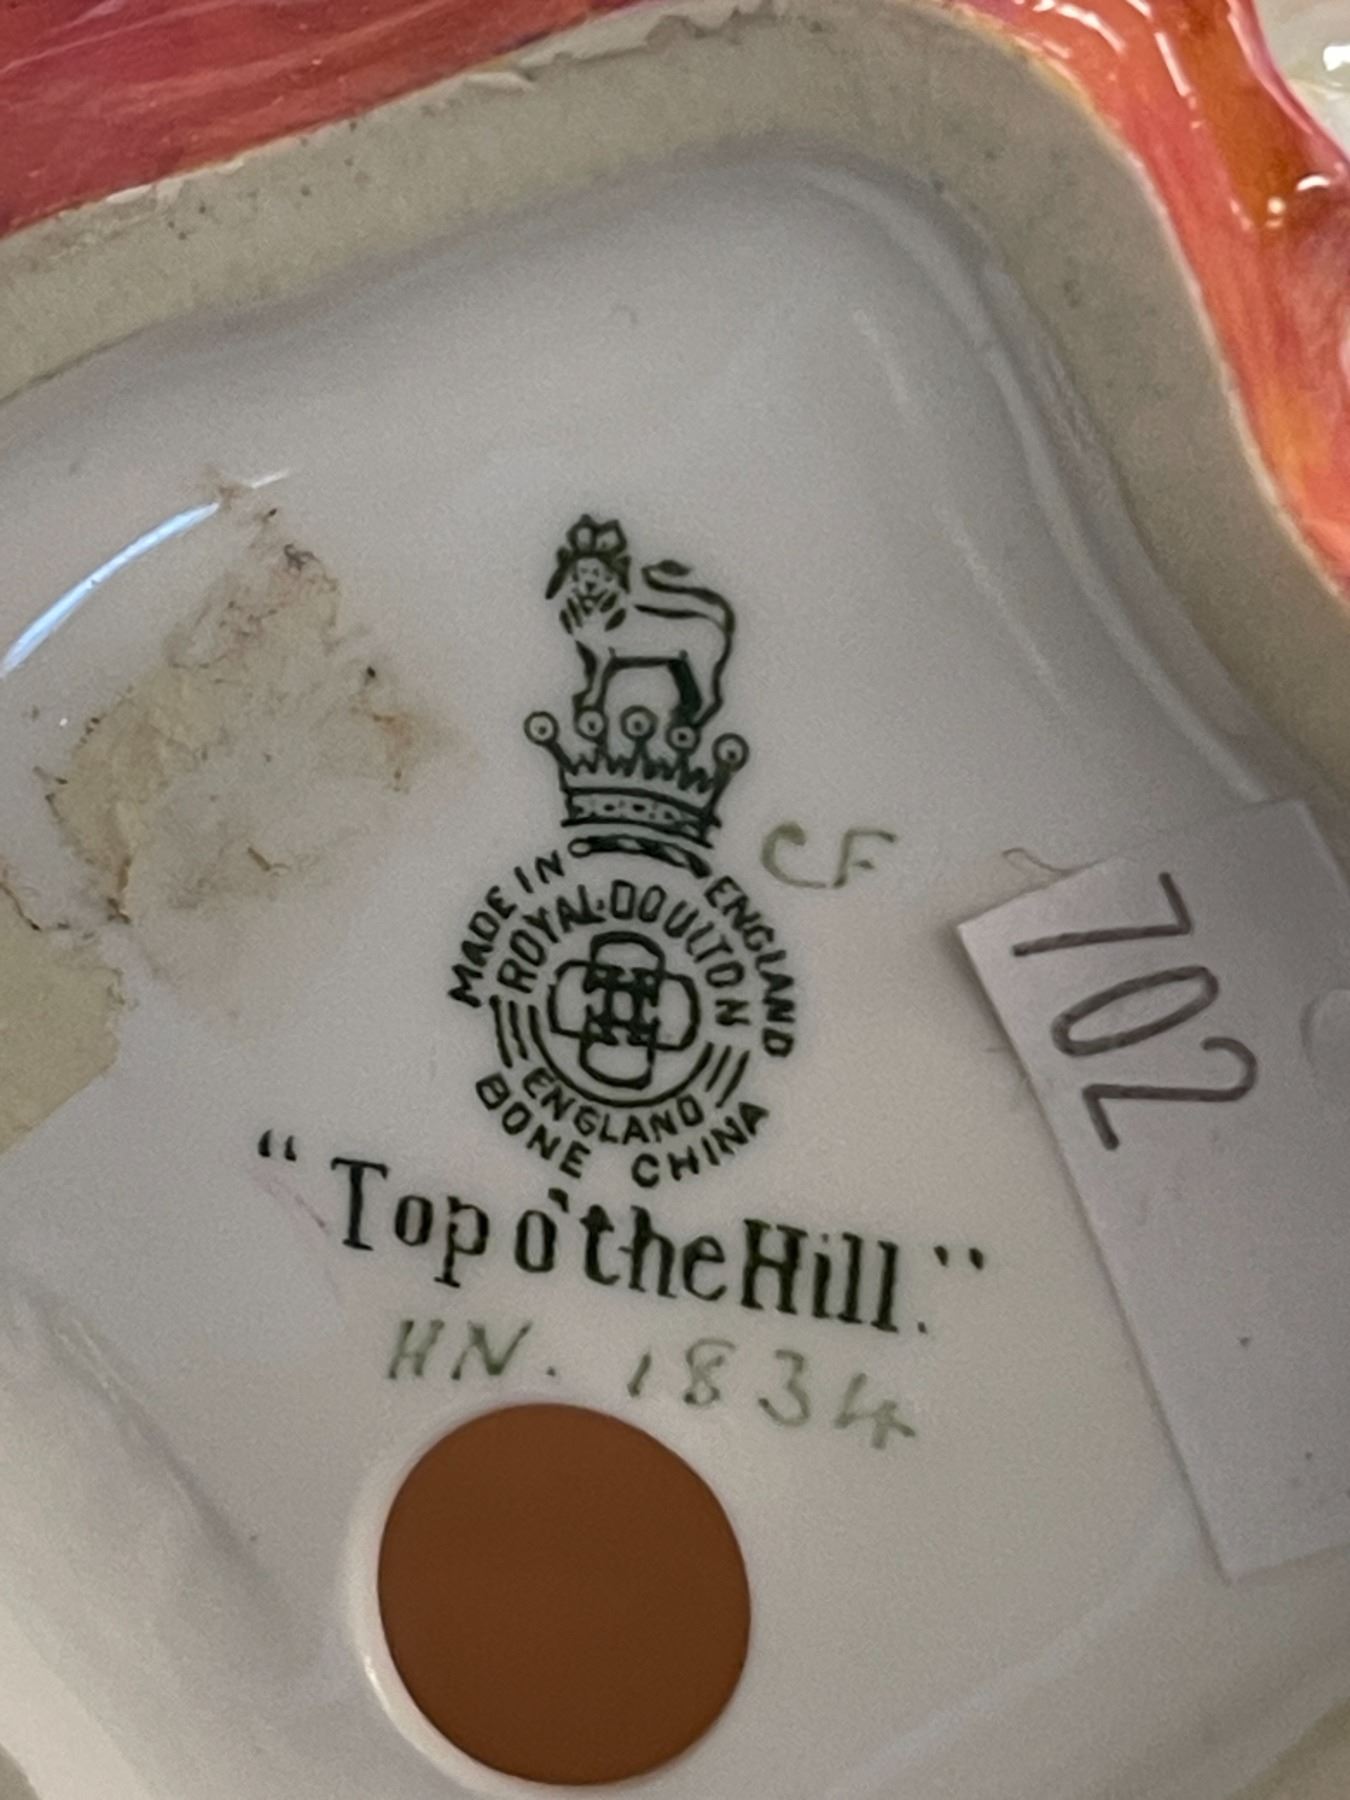 CF
MADE IN ENGLAND
ROYAL·DOULTON
ENGLAND
BONE CHINA
"Top o' the Hill."
HN. 1834
702